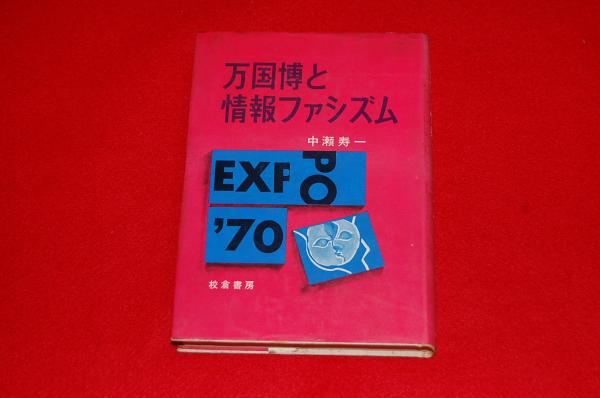 万国博と
情報ファシズム
中瀬寿一
EXPO
'70
校倉書房